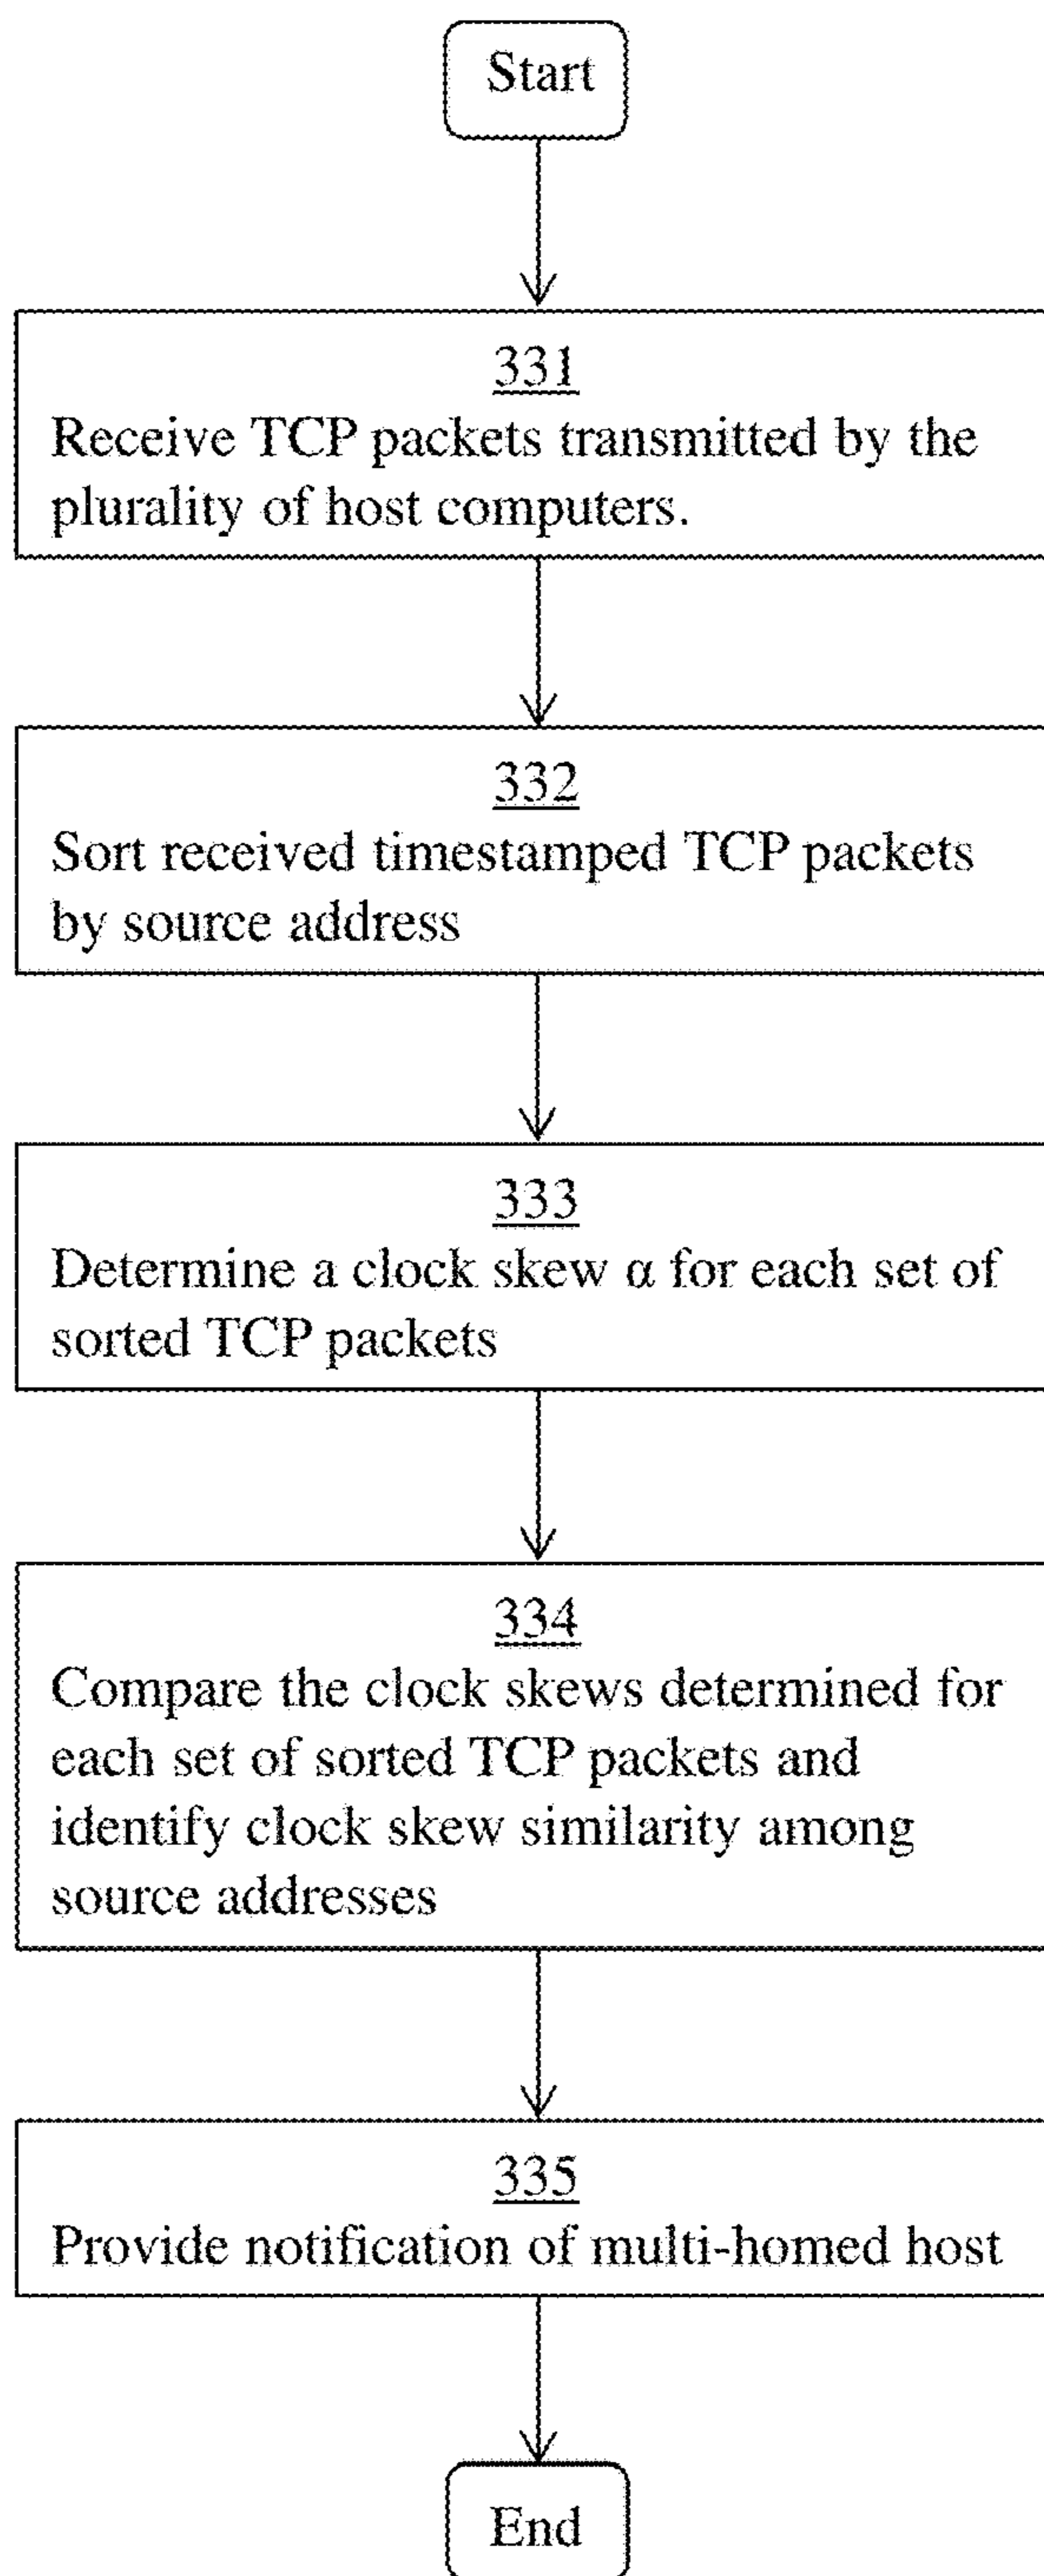 Start
331
Receive TCP packets transmitted by the
plurality of host computers.
332
Sort received timestamped TCP packets
by source address
333
Determine a clock skew α for each set of
sorted TCP packets
334
Compare the clock skews determined for
each set of sorted TCP packets and
identify clock skew similarity among
source addresses
335
Provide notification of multi-homed host
End